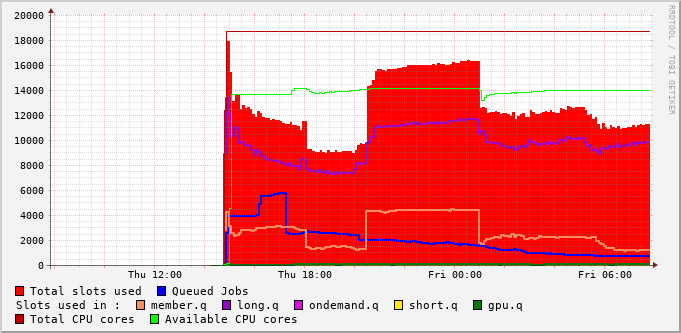 20000
18000
16000
14000
12000
10000
8000
6000
4000
2000
0
Thu 12:00 Thu 18:00 Fri 00:00 Fri 06:00
RRDTOOL / TOBI OETIKER
Total slots used Queued Jobs
Slots used in : member.q long.q ondemand.q short.q gpu.q
Total CPU cores Available CPU cores